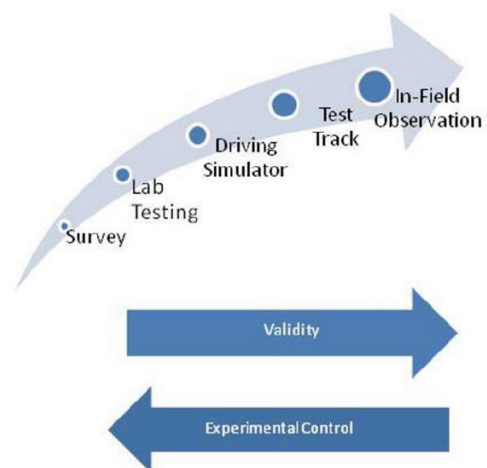 In-Field
Observation
Test
Track
Driving
Simulator
Lab
Testing
Survey
Validity
Experimental Control